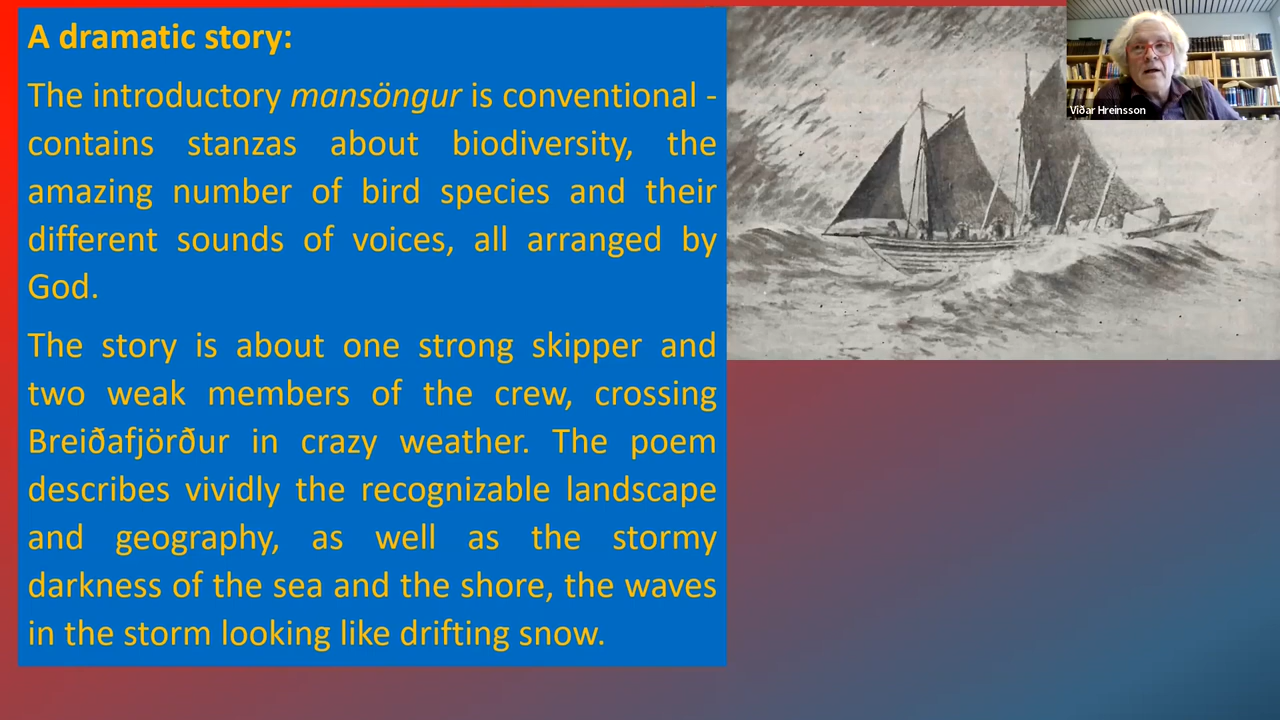 A dramatic story:
The introductory mansöngur is conventional -
contains stanzas about biodiversity, the
amazing number of bird species and their
different sounds of voices, all arranged by
God.
The story is about one strong skipper and
two weak members of the crew, crossing
Breiðafjörður in crazy weather. The poem
describes vividly the recognizable landscape
and geography, as well as the stormy
darkness of the sea and the shore, the waves
in the storm looking like drifting snow.
Viðar Hreinsson